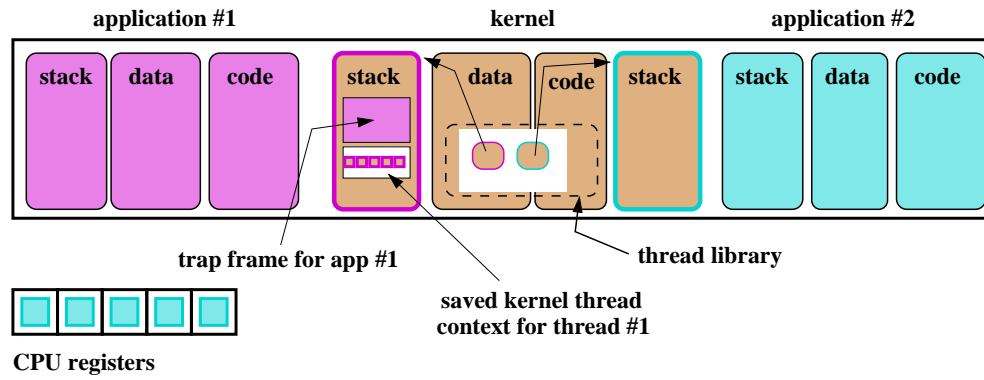 application #1
kernel
application #2
stack
data
code
stack
data
code
stack
stack
data
code
trap frame for app #1
thread library
saved kernel thread
context for thread #1
CPU registers